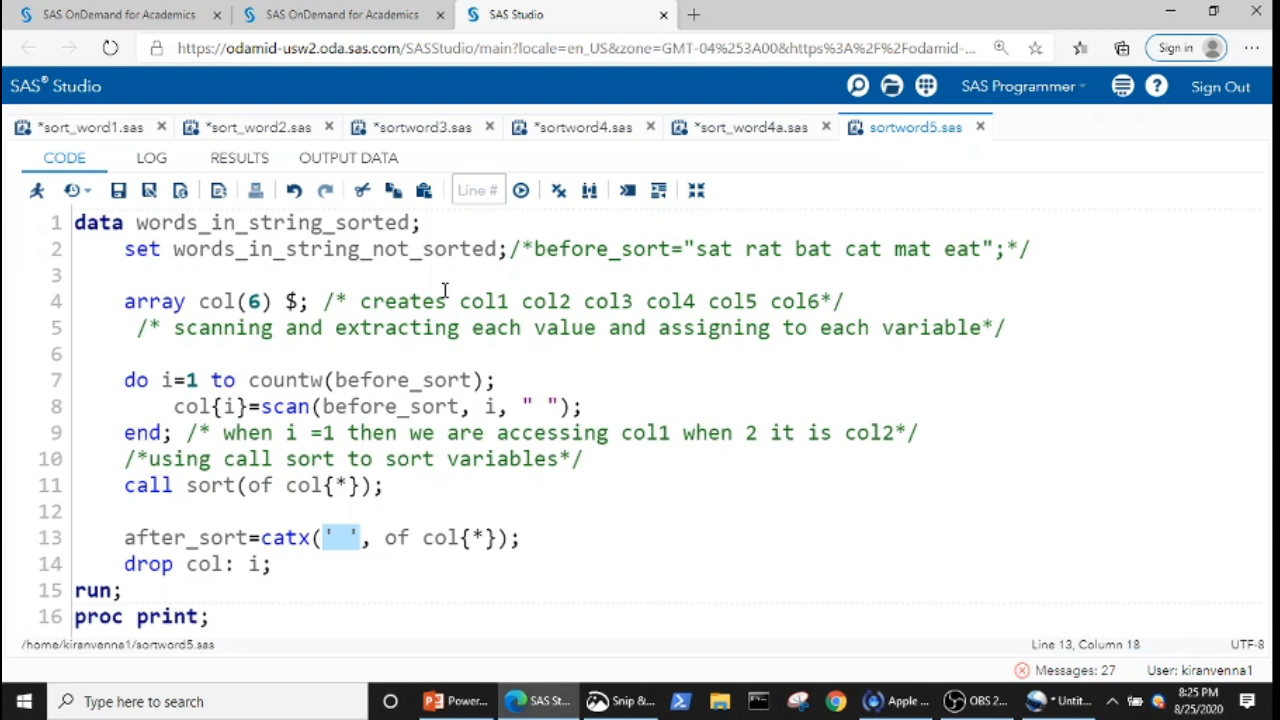 SAS OnDemand for Academics
SAS OnDemand for Academics
SAS Studio
https://odamid-usw2.oda.sas.com/SASStudio/main?locale=en_US&zone=GMT-04%253A00&https%3A%2F%2Fodamid-...
Sign in
SAS® Studio
SAS Programmer
Sign Out
*sort_word1.sas
*sort_word2.sas
*sortword3.sas
*sortword4.sas
*sort_word4a.sas
sortword5.sas
CODE LOG RESULTS OUTPUT DATA
Line #
1 data words_in_string_sorted;
2 set words_in_string_not_sorted;/*before_sort="sat rat bat cat mat eat";*/
3
4 array col(6) $; /* creates col1 col2 col3 col4 col5 col6*/
5 /* scanning and extracting each value and assigning to each variable*/
6
7 do i=1 to countw(before_sort);
8 col{i}=scan(before_sort, i, " ");
9 end; /* when i =1 then we are accessing col1 when 2 it is col2*/
10 /*using call sort to sort variables*/
11 call sort(of col{*});
12
13 after_sort=catx(' ', of col{*});
14 drop col: i;
15 run;
16 proc print;
/home/kiranvenna1/sortword5.sas
Line 13, Column 18
UTF-8
Messages: 27
User: kiranvenna1
Type here to search
Power...
SAS St...
Snip &...
Apple ...
OBS 2...
*Untit...
8:25 PM
8/25/2020